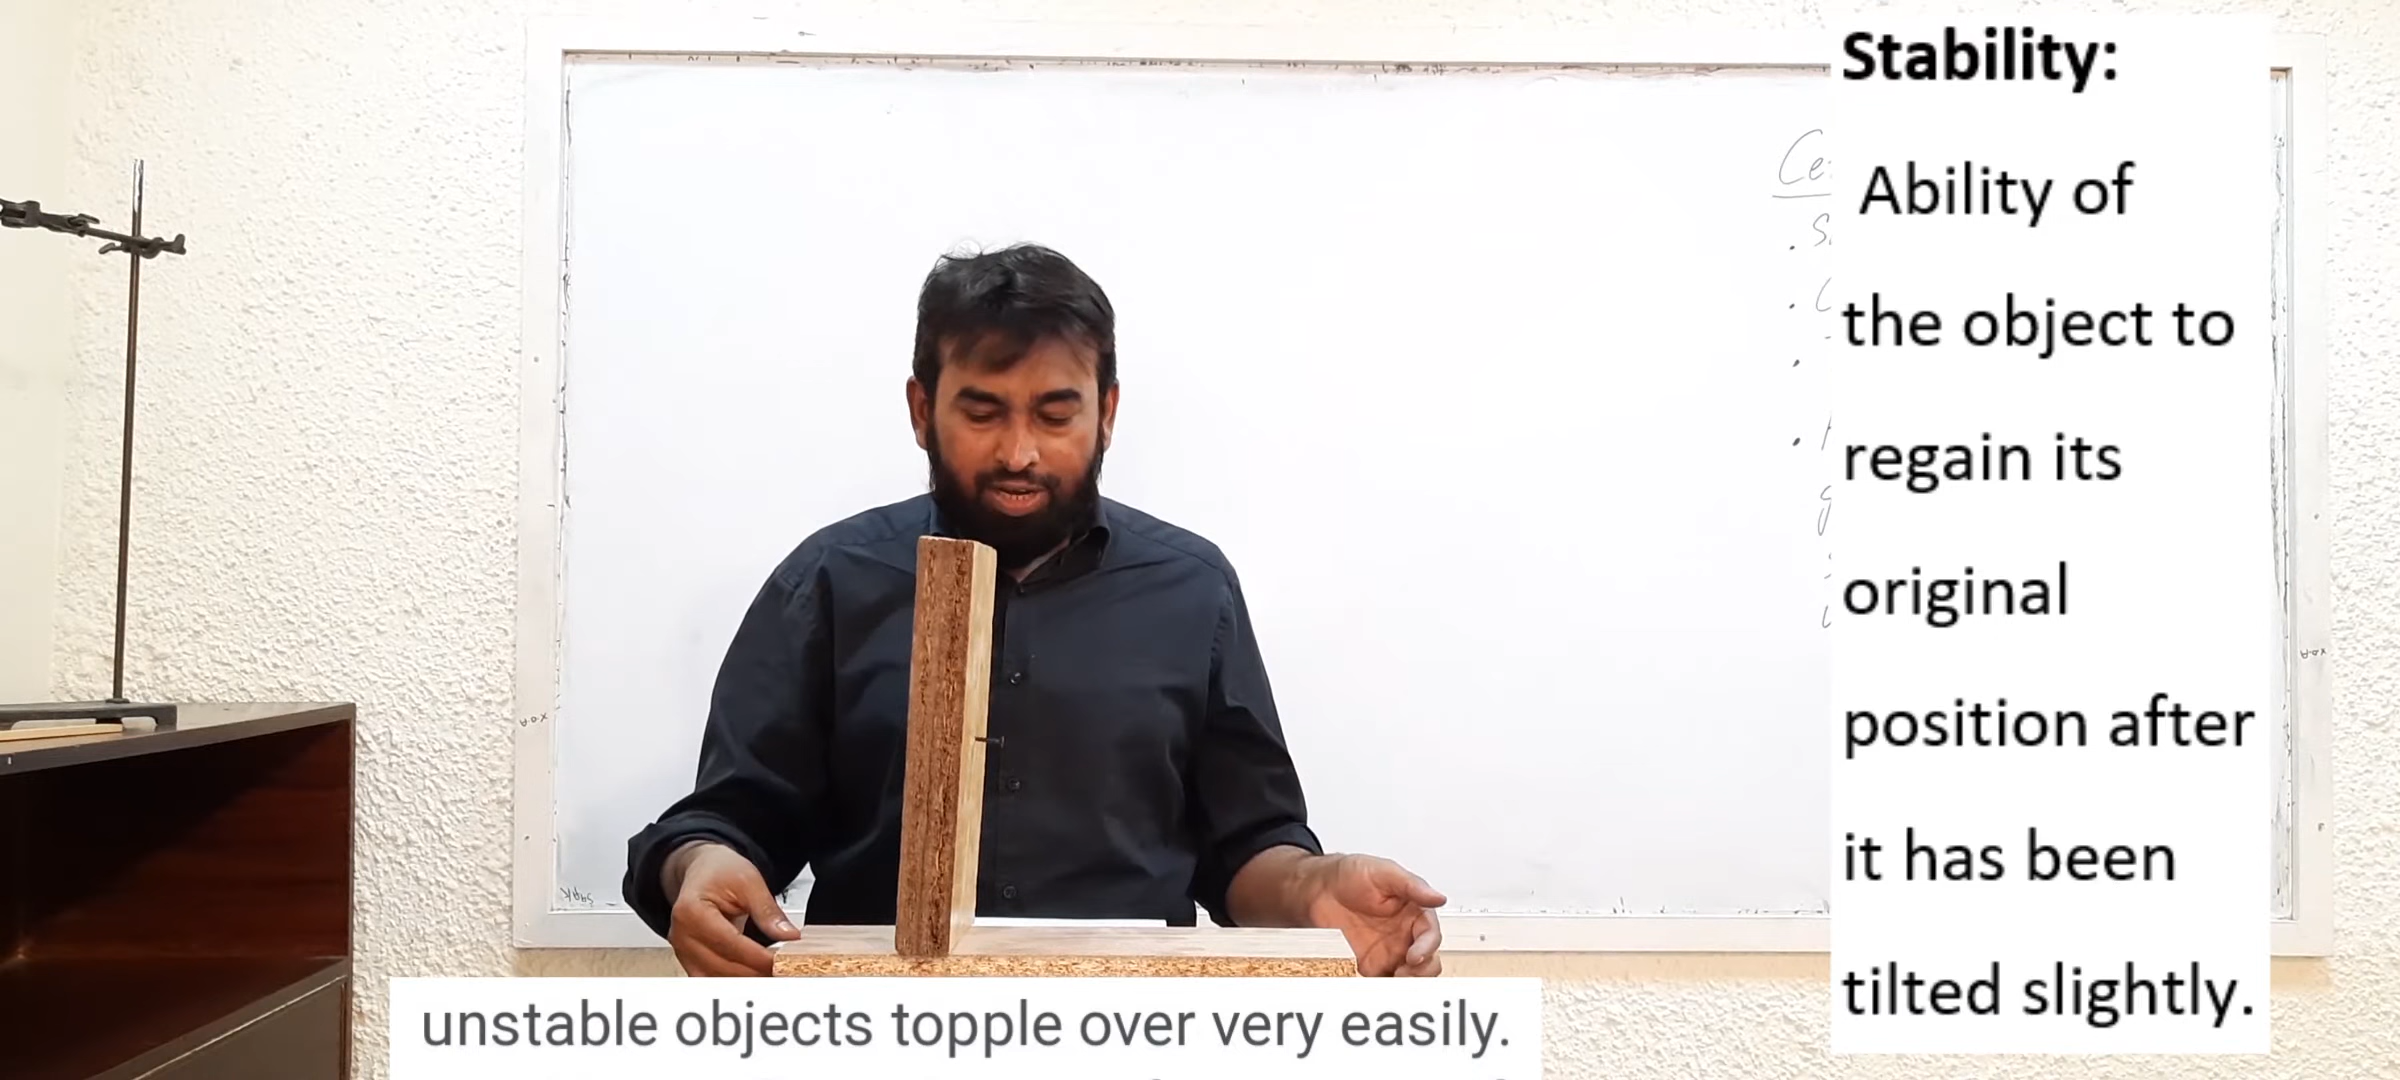 Stability:
Ability of
the object to
regain its
original
position after
it has been
tilted slightly.
Ce
unstable objects topple over very easily.